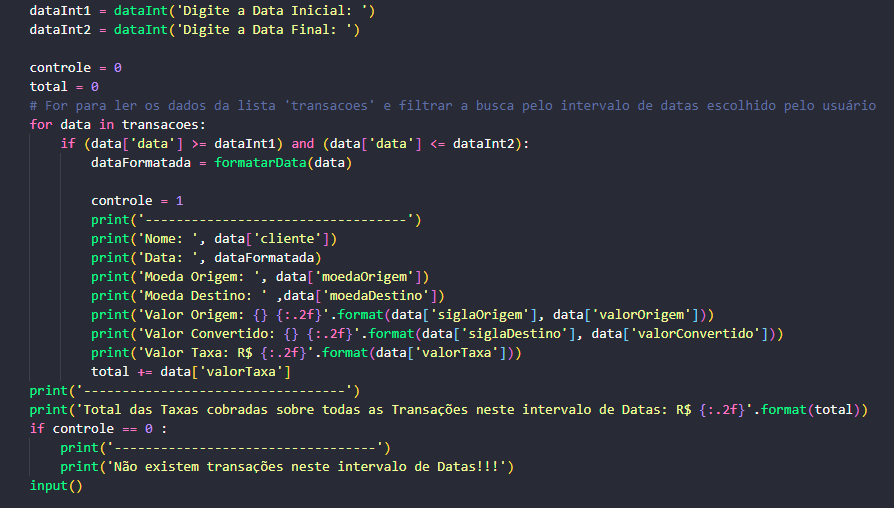 dataInt1 = dataInt('Digite a Data Inicial: ')
dataInt2 = dataInt('Digite a Data Final: ')
controle = 0
total = 0
# For para ler os dados da lista 'transacoes' e filtrar a busca pelo intervalo de datas escolhido pelo usuário
for data in transacoes:
    if (data['data'] >= dataInt1) and (data['data'] <= dataInt2):
        dataFormatada = formatarData(data)
        controle = 1
        print('----------------------------------')
        print('Nome: ', data['cliente'])
        print('Data: ', dataFormatada)
        print('Moeda Origem: ', data['moedaOrigem'])
        print('Moeda Destino: ' ,data['moedaDestino'])
        print('Valor Origem: {} {:.2f}'.format(data['siglaOrigem'], data['valorOrigem']))
        print('Valor Convertido: {} {:.2f}'.format(data['siglaDestino'], data['valorConvertido']))
        print('Valor Taxa: R$ {:.2f}'.format(data['valorTaxa']))
        total += data['valorTaxa']
print('----------------------------------')
print('Total das Taxas cobradas sobre todas as Transações neste intervalo de Datas: R$ {:.2f}'.format(total))
if controle == 0 :
    print('----------------------------------')
    print('Não existem transações neste intervalo de Datas!!!')
input()